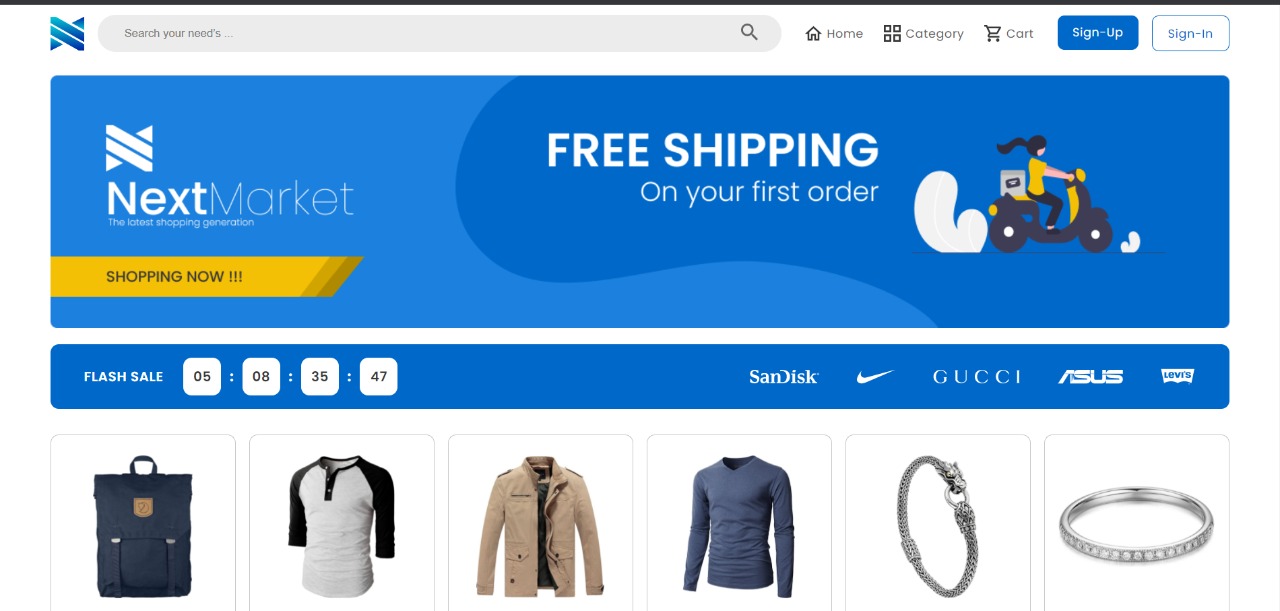 Search your need's ...
Home
Category
Cart
Sign-Up
Sign-In
NextMarket
The latest shopping generation
SHOPPING NOW !!!
FREE SHIPPING
On your first order
FLASH SALE 05 : 08 : 35 : 47
SanDisk
GUCCI
ASUS
Levi's